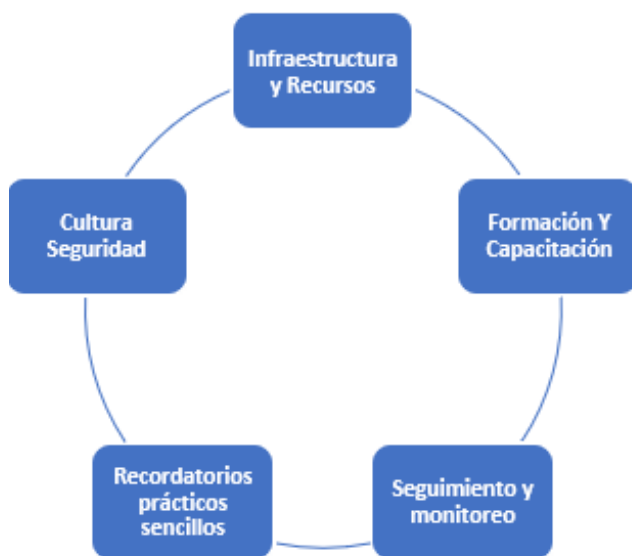 Infraestructura
y Recursos
Formación Y
Capacitación
Seguimiento y
monitoreo
Recordatorios
prácticos
sencillos
Cultura
Seguridad